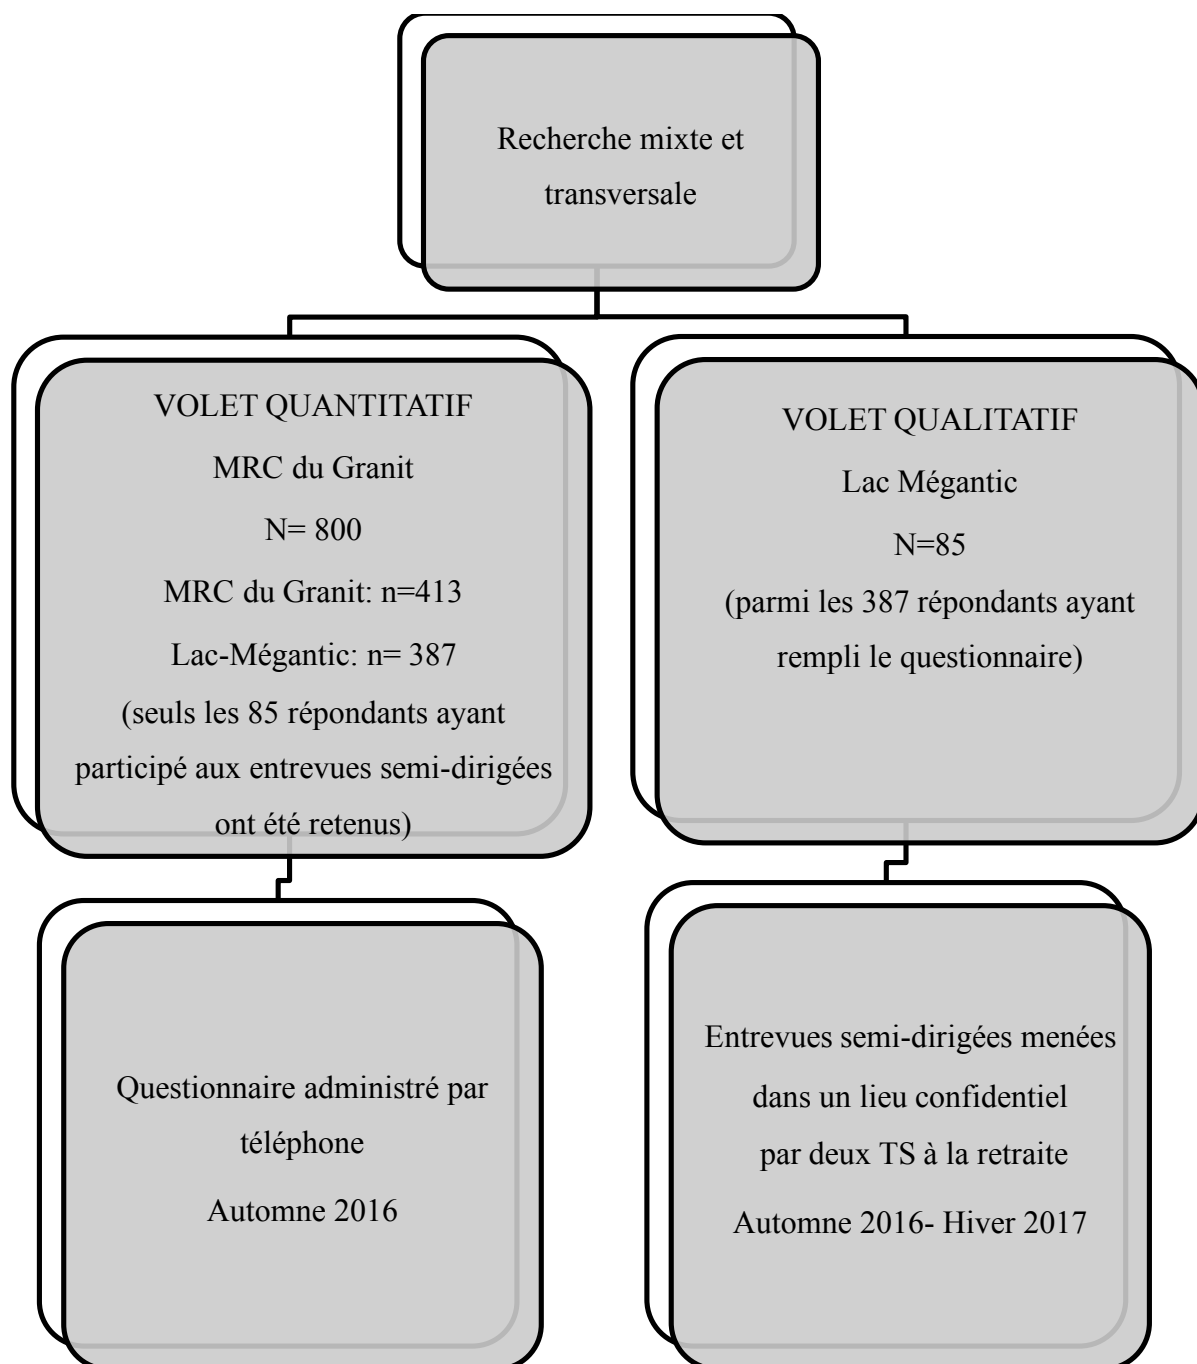 Recherche mixte et
transversale
VOLET QUANTITATIF
MRC du Granit
N= 800
MRC du Granit: n=413
Lac-Mégantic: n= 387
(seuls les 85 répondants ayant
participé aux entrevues semi-dirigées
ont été retenus)
VOLET QUALITATIF
Lac Mégantic
N=85
(parmi les 387 répondants ayant
rempli le questionnaire)
Questionnaire administré par
téléphone
Automne 2016
Entrevues semi-dirigées menées
dans un lieu confidentiel
par deux TS à la retraite
Automne 2016- Hiver 2017